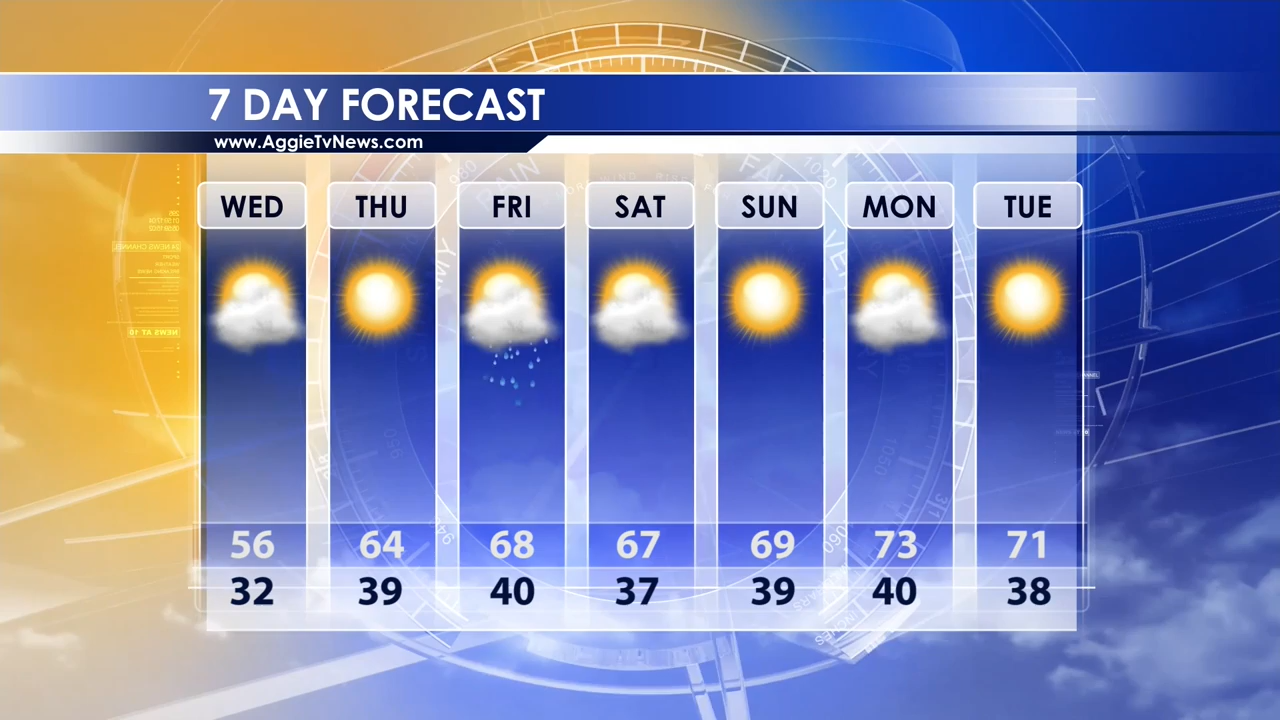 7 DAY FORECAST
www.AggieTvNews.com
WED THU FRI SAT SUN MON TUE
56 64 68 67 69 73 71
32 39 40 37 39 40 38